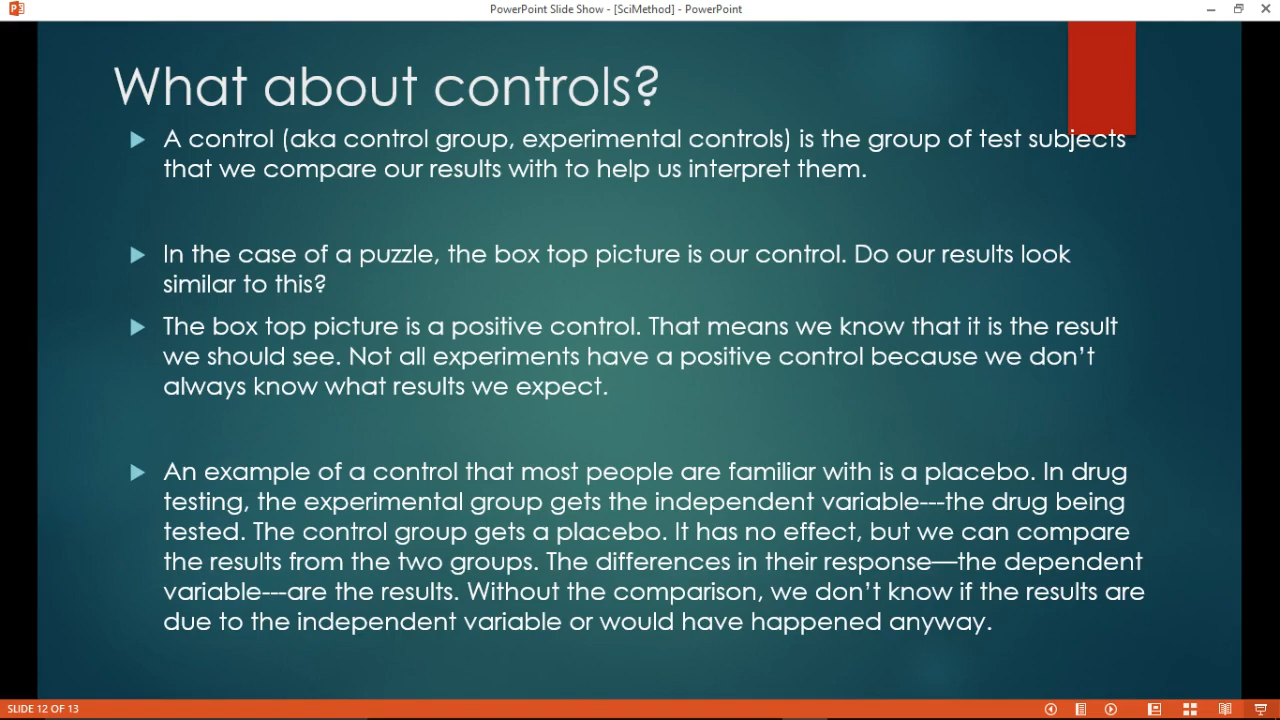 PowerPoint Slide Show - [SciMethod] - PowerPoint
What about controls?
A control (aka control group, experimental controls) is the group of test subjects
that we compare our results with to help us interpret them.
In the case of a puzzle, the box top picture is our control. Do our results look
similar to this?
The box top picture is a positive control. That means we know that it is the result
we should see. Not all experiments have a positive control because we don't
always know what results we expect.
An example of a control that most people are familiar with is a placebo. In drug
testing, the experimental group gets the independent variable---the drug being
tested. The control group gets a placebo. It has no effect, but we can compare
the results from the two groups. The differences in their response—the dependent
variable---are the results. Without the comparison, we don't know if the results are
due to the independent variable or would have happened anyway.
SLIDE 12 OF 13